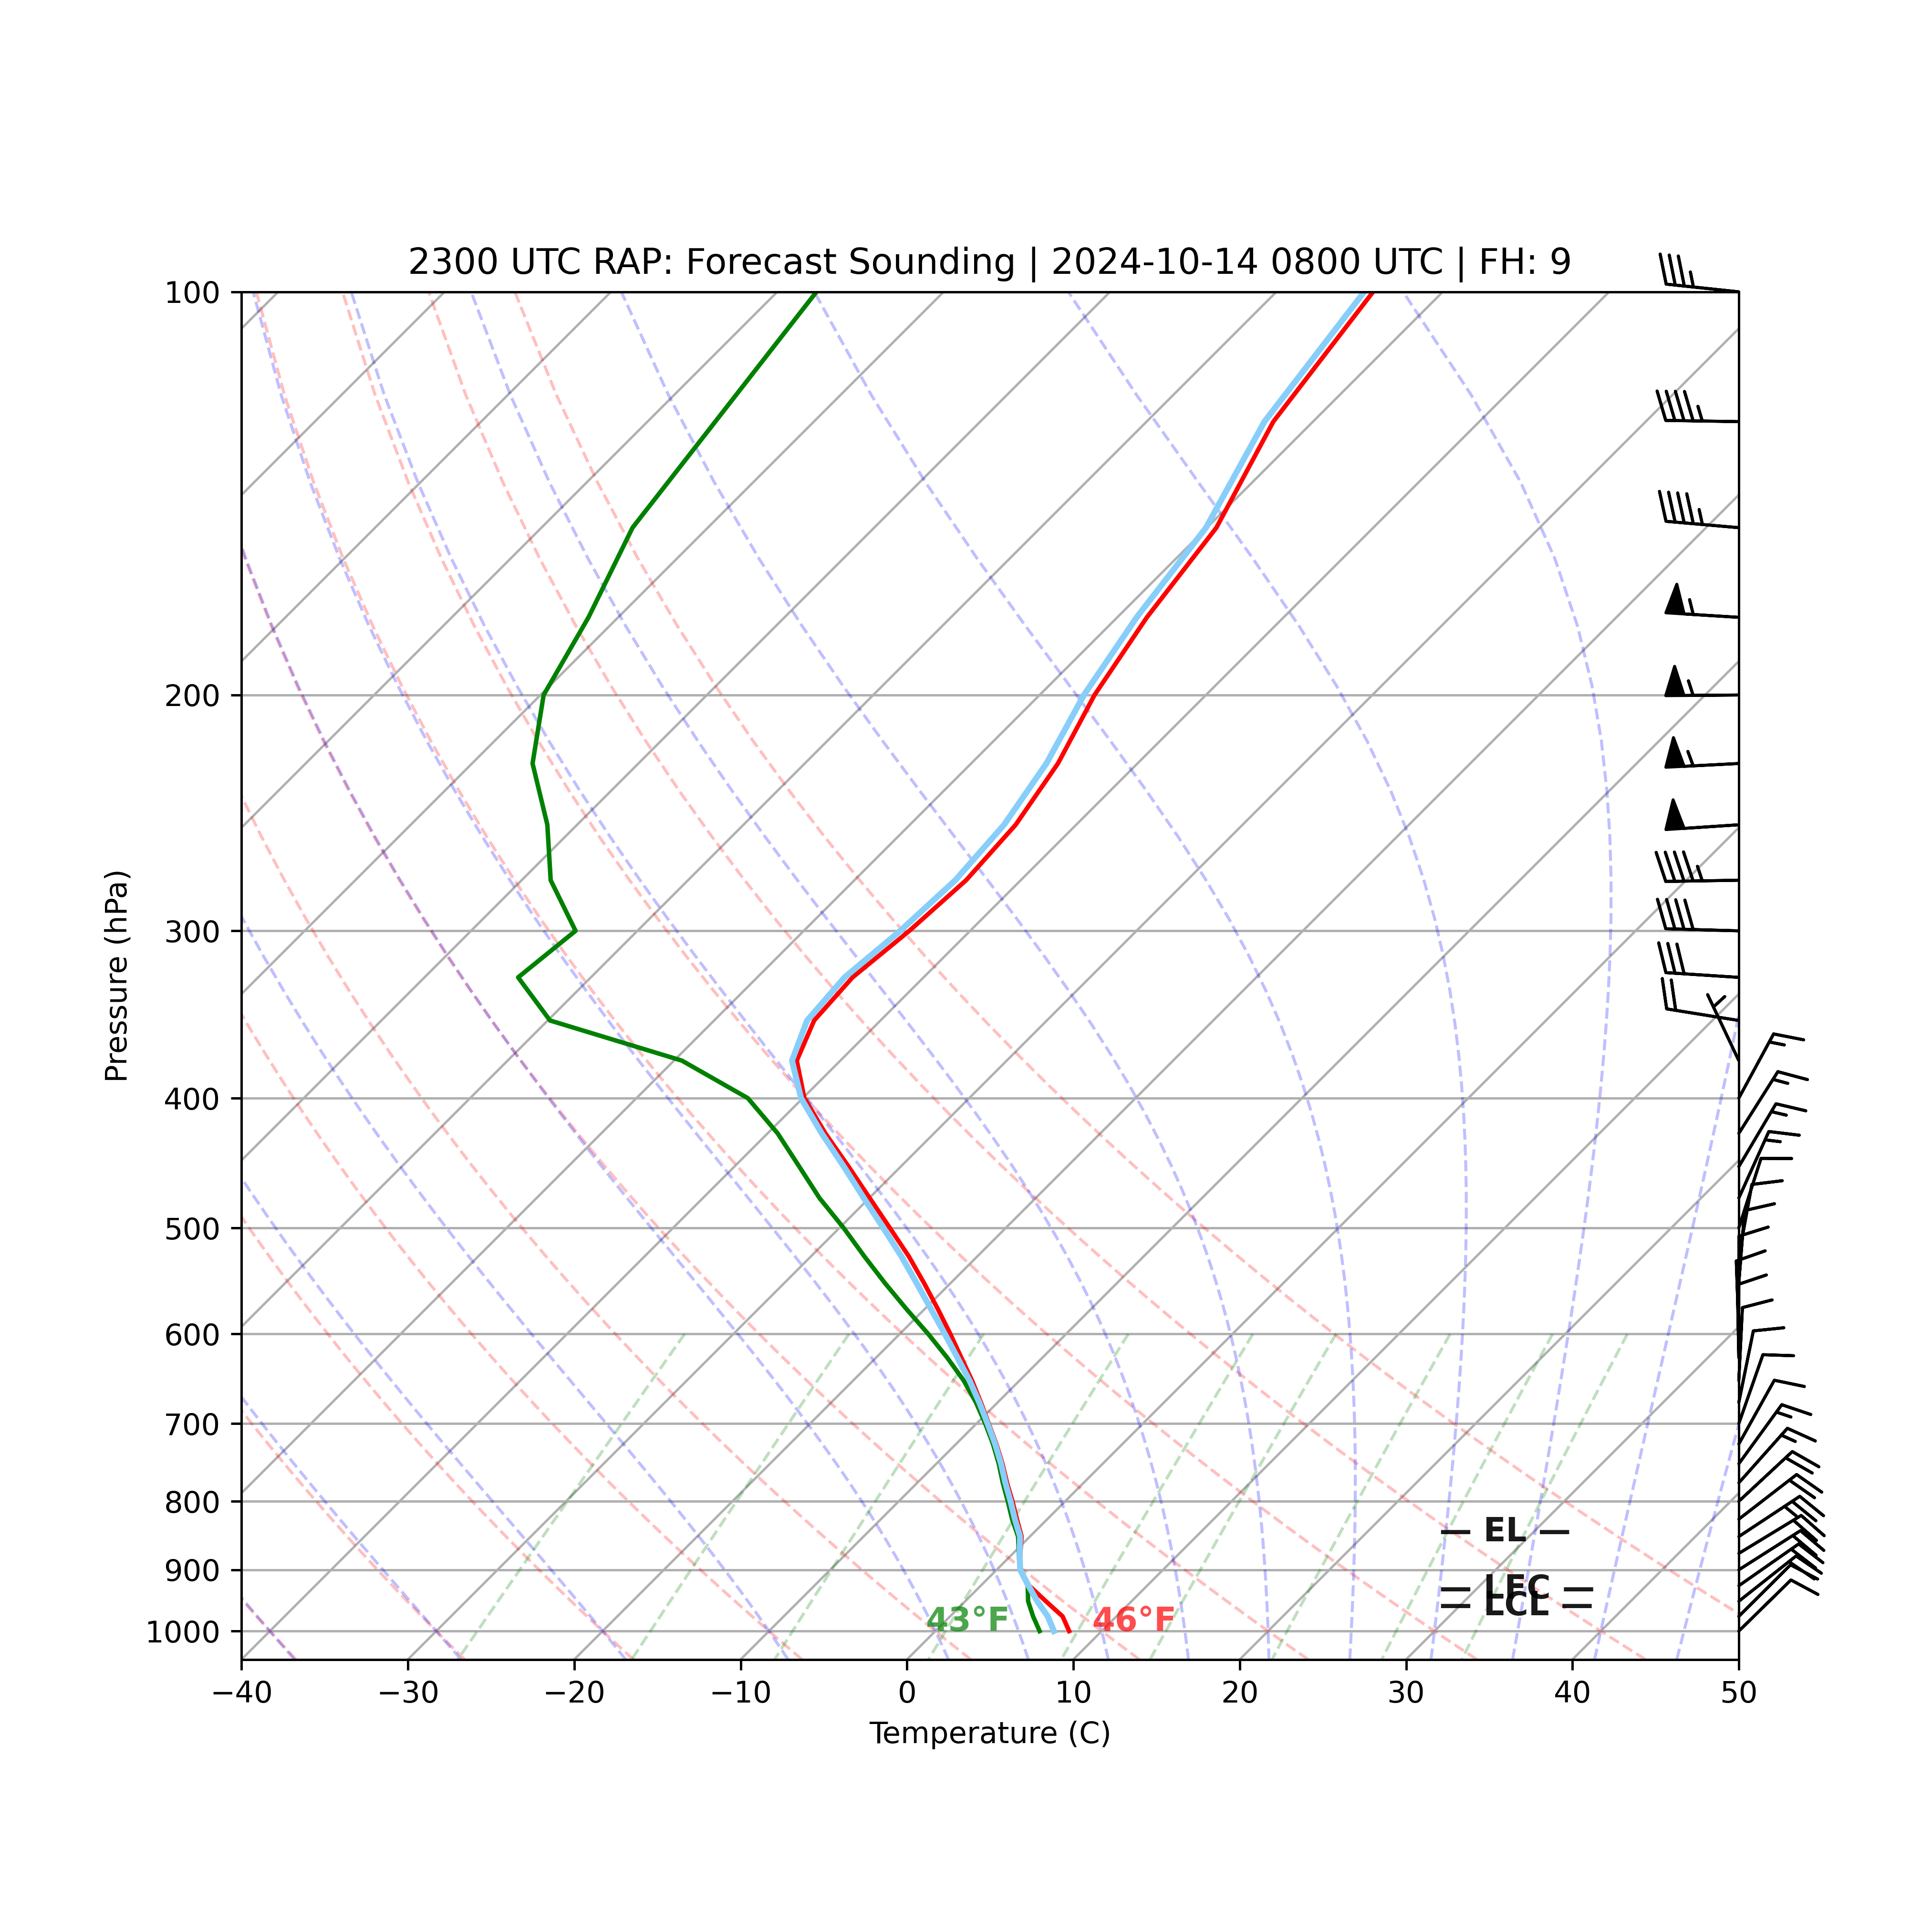 2300 UTC RAP: Forecast Sounding | 2024-10-14 0800 UTC | FH: 9
100
200
300
400
500
600
700
800
900
1000
Pressure (hPa)
— EL —
— LFC —
— LCL —
43°F
46°F
−40 −30 −20 −10 0 10 20 30 40 50
Temperature (C)